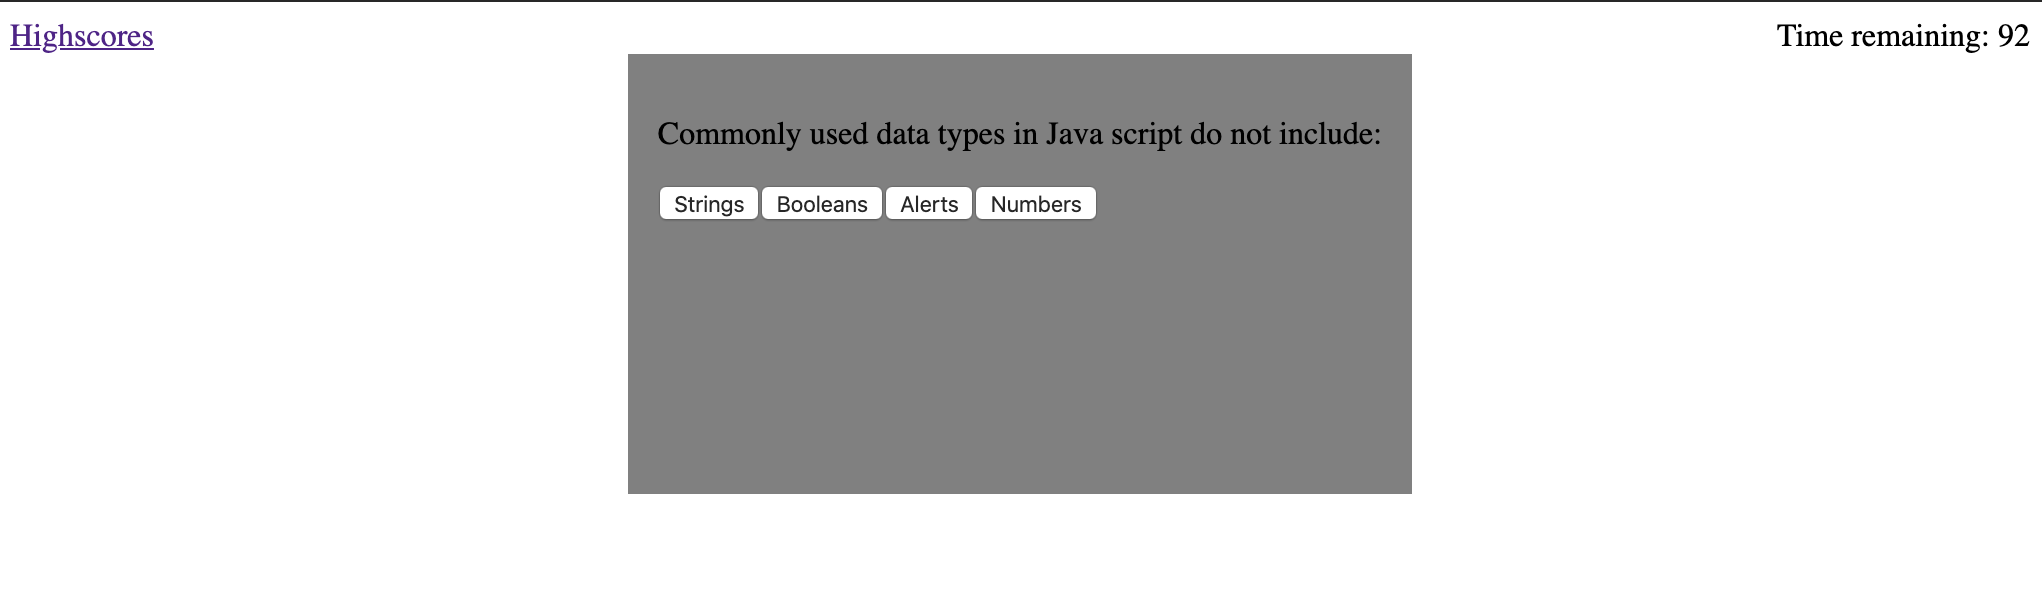 Highscores
Time remaining: 92
Commonly used data types in Java script do not include:
Strings Booleans Alerts Numbers